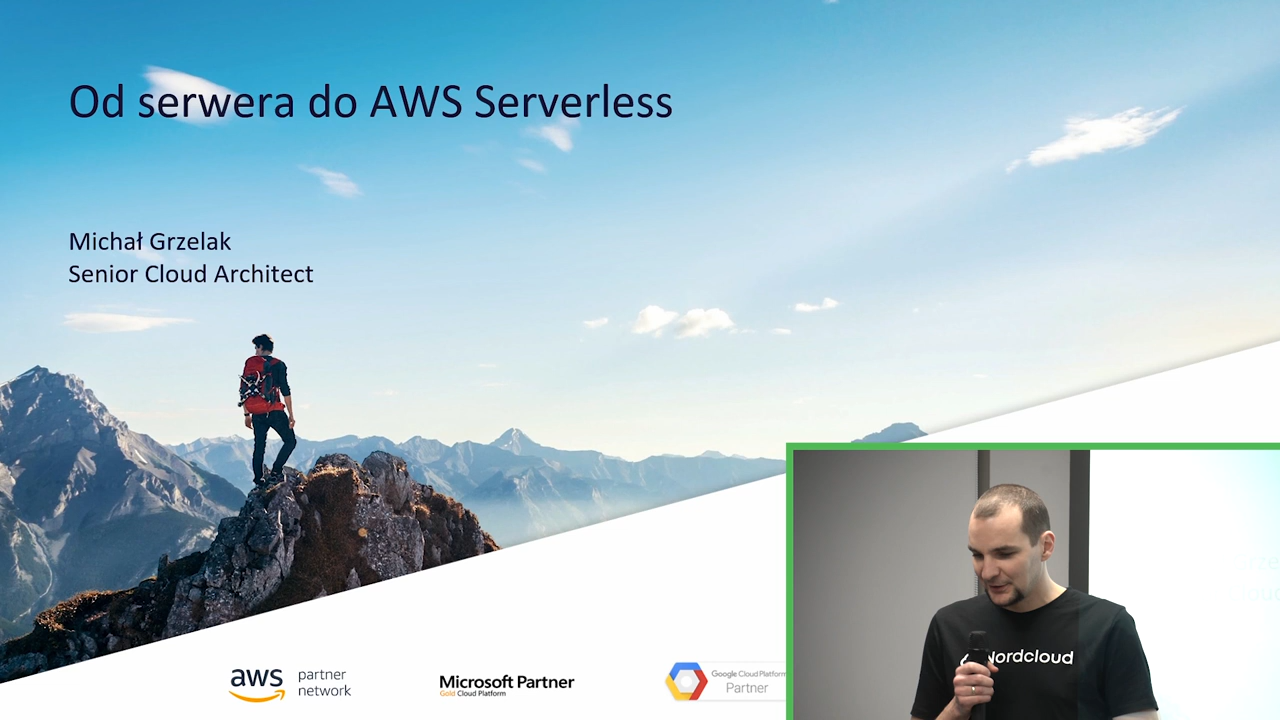 Od serwera do AWS Serverless
Michał Grzelak
Senior Cloud Architect
aws partner
network
Microsoft Partner
Gold Cloud Platform
Google Cloud Platform
Partner
Nordcloud